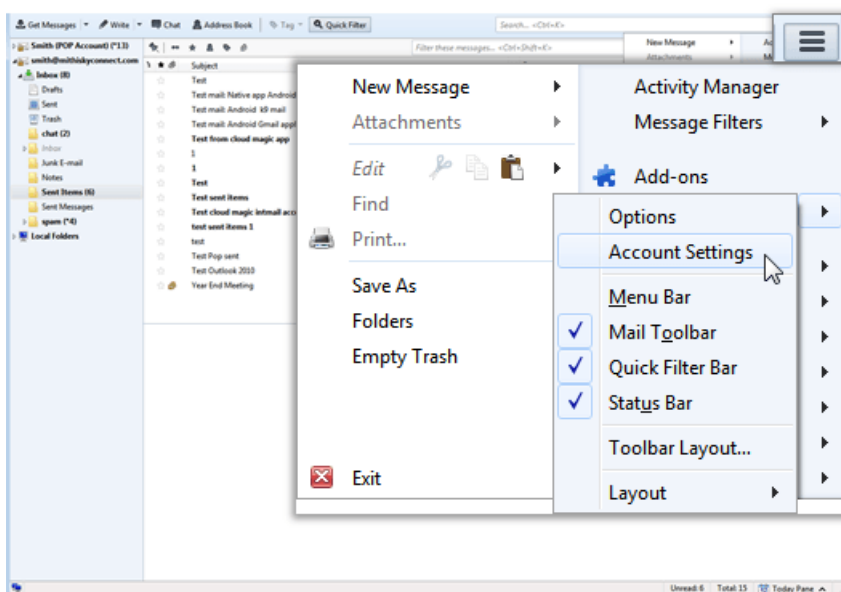 Get Messages
Write
Chat
Address Book
Tag
Quick Filter
Search... <Ctrl+K>
Smith (POP Account) (*13)
smith@mithiskyconnect.com
Inbox (8)
Drafts
Sent
Trash
chat (2)
Inbox
Junk E-mail
Notes
Sent Items (6)
Sent Messages
spam (*4)
Local Folders
Filter these messages... <Ctrl+Shift+K>
Subject
Test
Test mail: Native app Android
Test mail: Android k9 mail
Test mail: Android Gmail appl
Test from cloud magic app
1
1
Test
Test sent items
Test cloud magic intmail acco
test sent items 1
test
Test Pop sent
Test Outlook 2010
Year End Meeting
New Message
Attachments
New Message
Attachments
Edit
Find
Print...
Save As
Folders
Empty Trash
Exit
Activity Manager
Message Filters
Add-ons
Options
Account Settings
Menu Bar
Mail Toolbar
Quick Filter Bar
Status Bar
Toolbar Layout...
Layout
Unread: 6
Total: 15
Today Pane